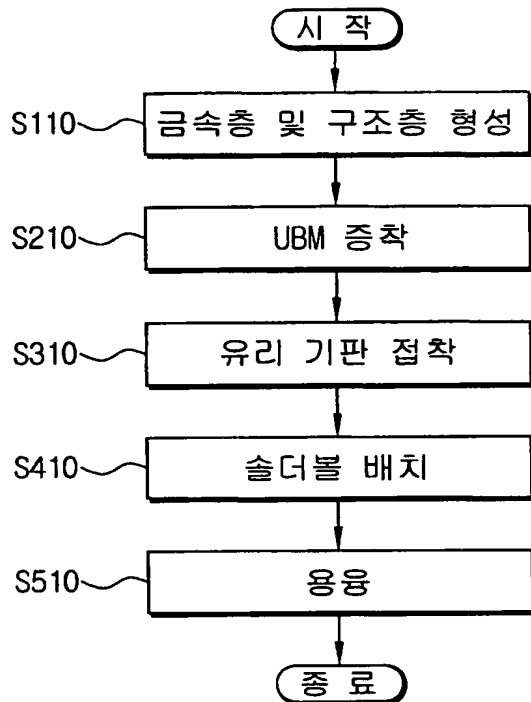 시 작
S110 금속층 및 구조층 형성
S210 UBM 증착
S310 유리 기판 접착
S410 솔더볼 배치
S510 용융
종 료